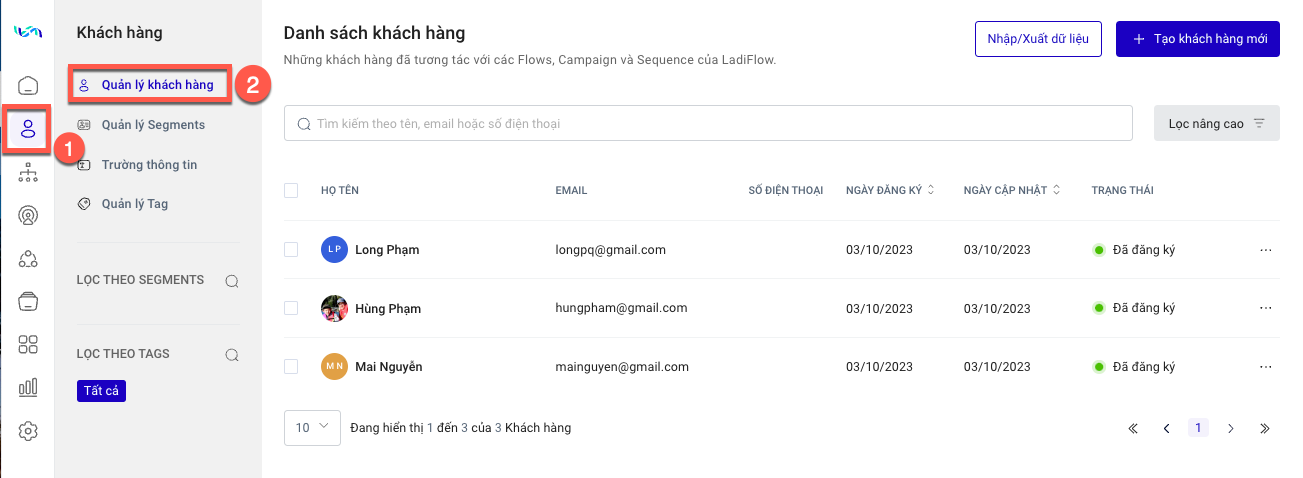 Khách hàng
Quản lý khách hàng
2
1
Quản lý Segments
Trường thông tin
Quản lý Tag
LỌC THEO SEGMENTS
LỌC THEO TAGS
Tất cả
Danh sách khách hàng
Những khách hàng đã tương tác với các Flows, Campaign và Sequence của LadiFlow.
Nhập/Xuất dữ liệu
+ Tạo khách hàng mới
Tìm kiếm theo tên, email hoặc số điện thoại
Lọc nâng cao
HỌ TÊN EMAIL SỐ ĐIỆN THOẠI NGÀY ĐĂNG KÝ NGÀY CẬP NHẬT TRẠNG THÁI
LP Long Phạm longpq@gmail.com 03/10/2023 03/10/2023 Đã đăng ký ...
Hùng Phạm hungpham@gmail.com 03/10/2023 03/10/2023 Đã đăng ký ...
MN Mai Nguyễn mainguyen@gmail.com 03/10/2023 03/10/2023 Đã đăng ký ...
10 Đang hiển thị 1 đến 3 của 3 Khách hàng
1